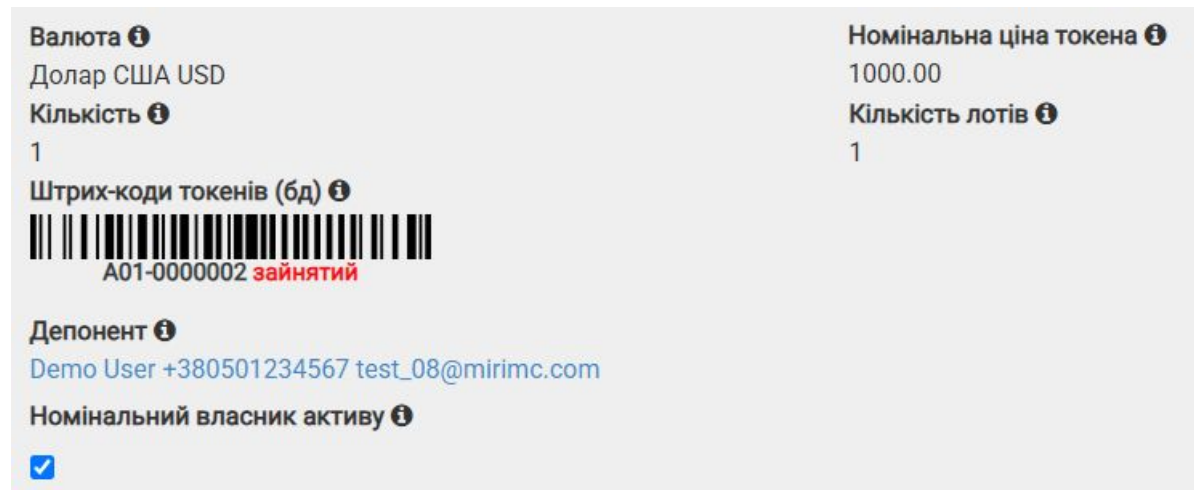 Валюта
Номінальна ціна токена
Долар США USD
1000.00
Кількість
Кількість лотів
1
1
Штрих-коди токенів (бд)
A01-0000002 зайнятий
Депонент
Demo User +380501234567 test_08@mirimc.com
Номінальний власник активу